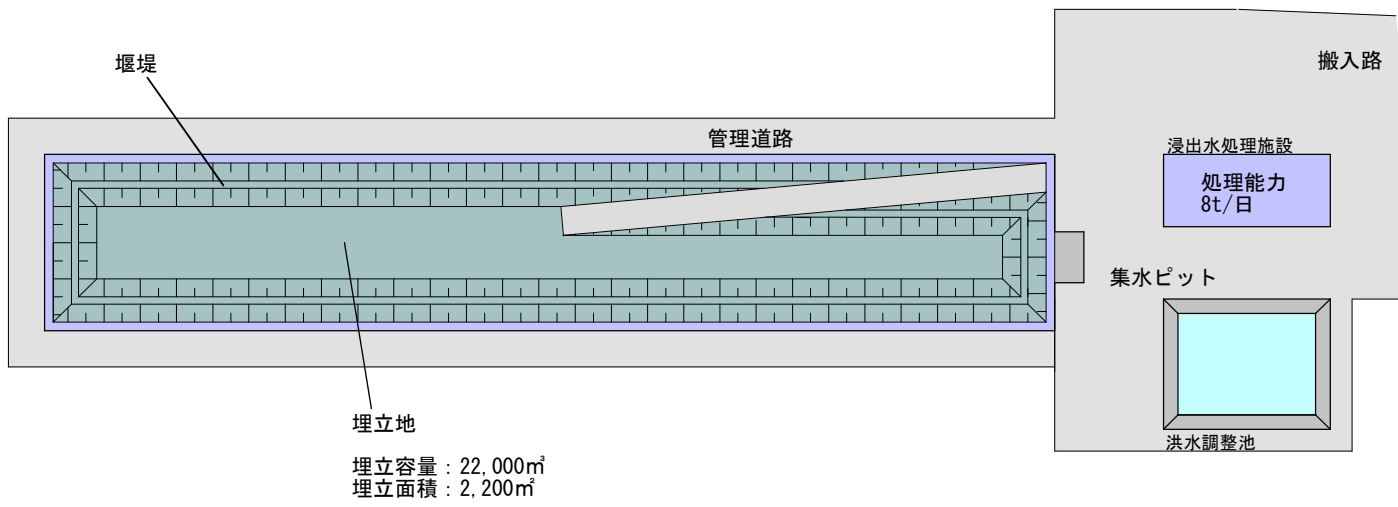 堰堤
搬入路
管理道路
浸出水処理施設
処理能力
8t/日
集水ピット
埋立地
洪水調整池
埋立容量：22,000㎥
埋立面積：2,200㎡